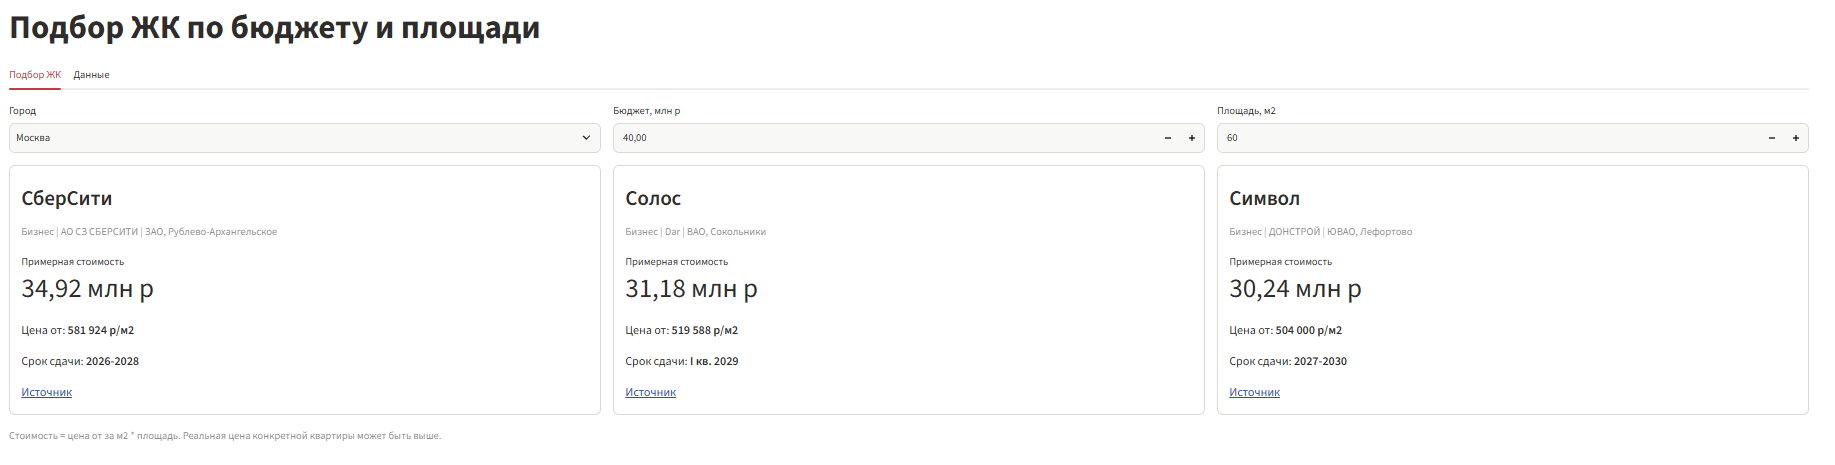 Подбор ЖК по бюджету и площади
Подбор ЖК Данные
Город
Москва
Бюджет, млн р
40,00
Площадь, м2
60
СберСити
Бизнес | АО СЗ СБЕРСИТИ | ЗАО, Рублево-Архангельское
Примерная стоимость
34,92 млн р
Цена от: 581 924 р/м2
Срок сдачи: 2026-2028
Источник
Солос
Бизнес | Dar | ВАО, Сокольники
Примерная стоимость
31,18 млн р
Цена от: 519 588 р/м2
Срок сдачи: I кв. 2029
Источник
Символ
Бизнес | ДОНСТРОЙ | ЮВАО, Лефортово
Примерная стоимость
30,24 млн р
Цена от: 504 000 р/м2
Срок сдачи: 2027-2030
Источник
Стоимость = цена от за м2 * площадь. Реальная цена конкретной квартиры может быть выше.